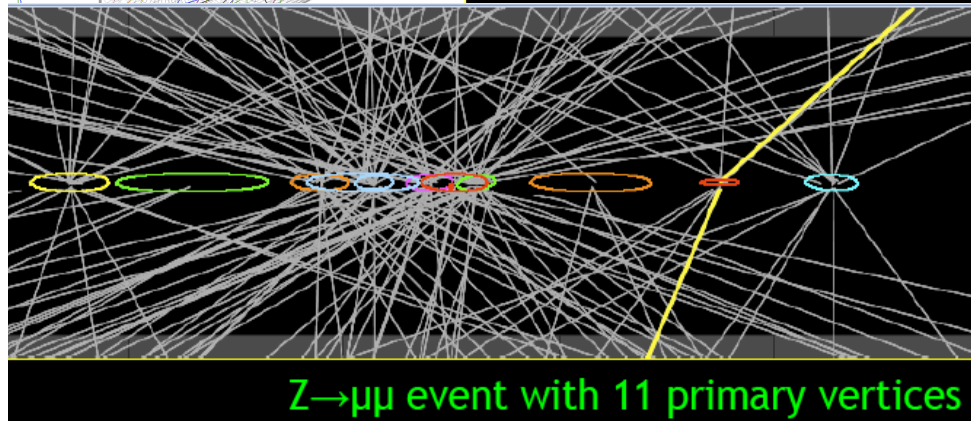 Z→μμ event with 11 primary vertices